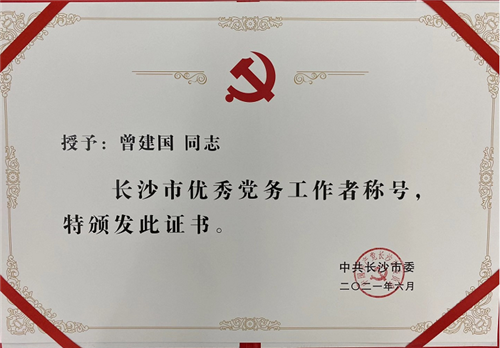 授予：曾建国 同志
长沙市优秀党务工作者称号，
特颁发此证书。
中共长沙市委
二〇二一年六月